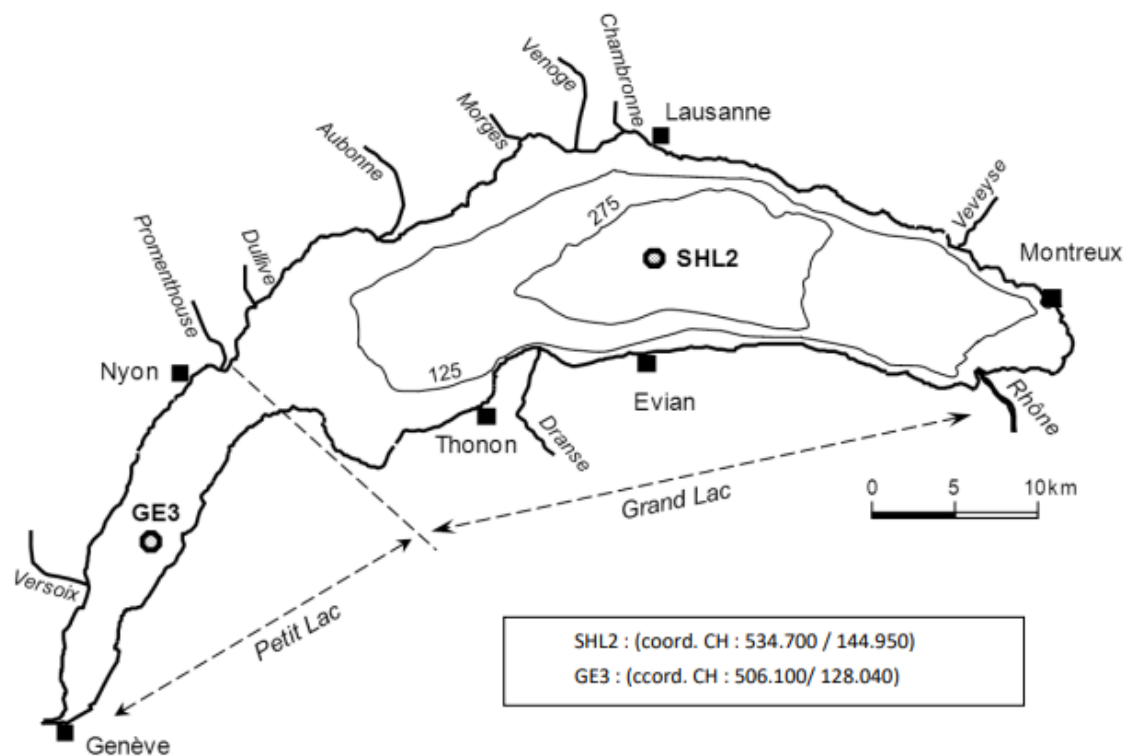 Chambronne
Venoge
Lausanne
Morges
Aubonne
Veveyse
275
Promenthouse
Dullive
SHL2
Montreux
125
Nyon
Evian
Rhône
Thonon
Dranse
Grand Lac
0 5 10km
GE3
Versoix
Petit Lac
SHL2 : (coord. CH : 534.700 / 144.950)
GE3 : (ccord. CH : 506.100/ 128.040)
Genève